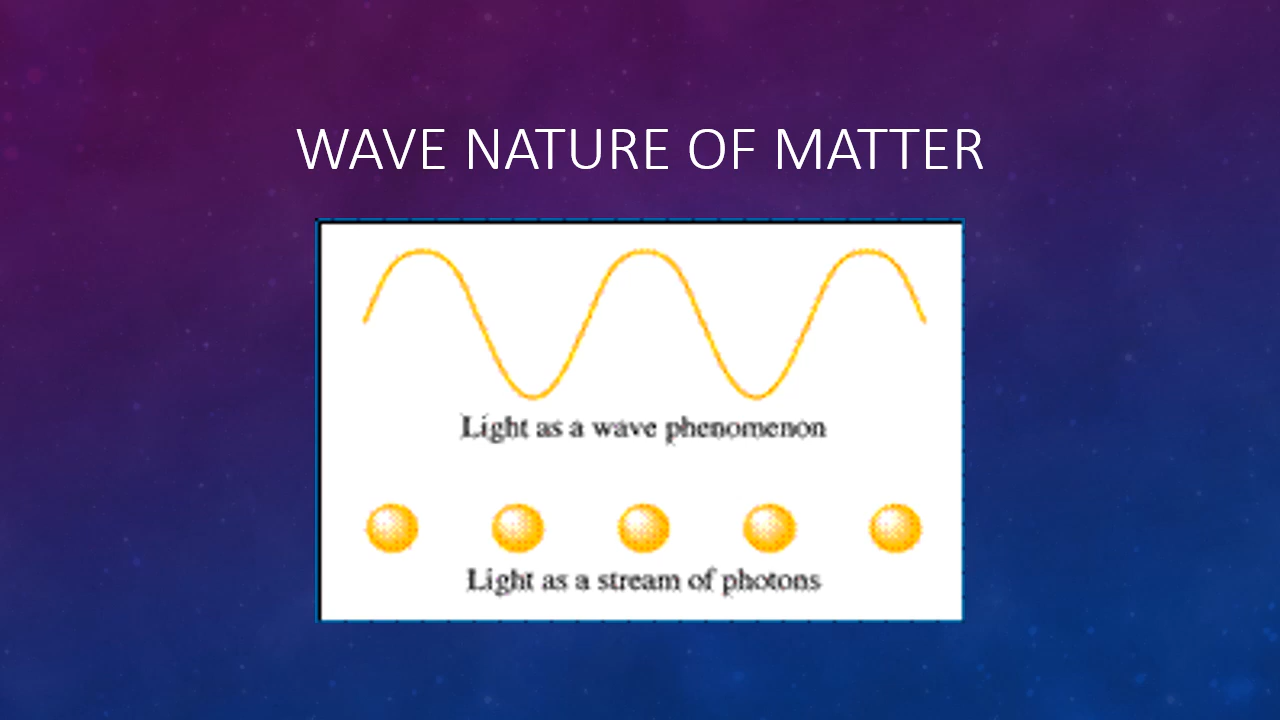 WAVE NATURE OF MATTER
Light as a wave phenomenon
Light as a stream of photons